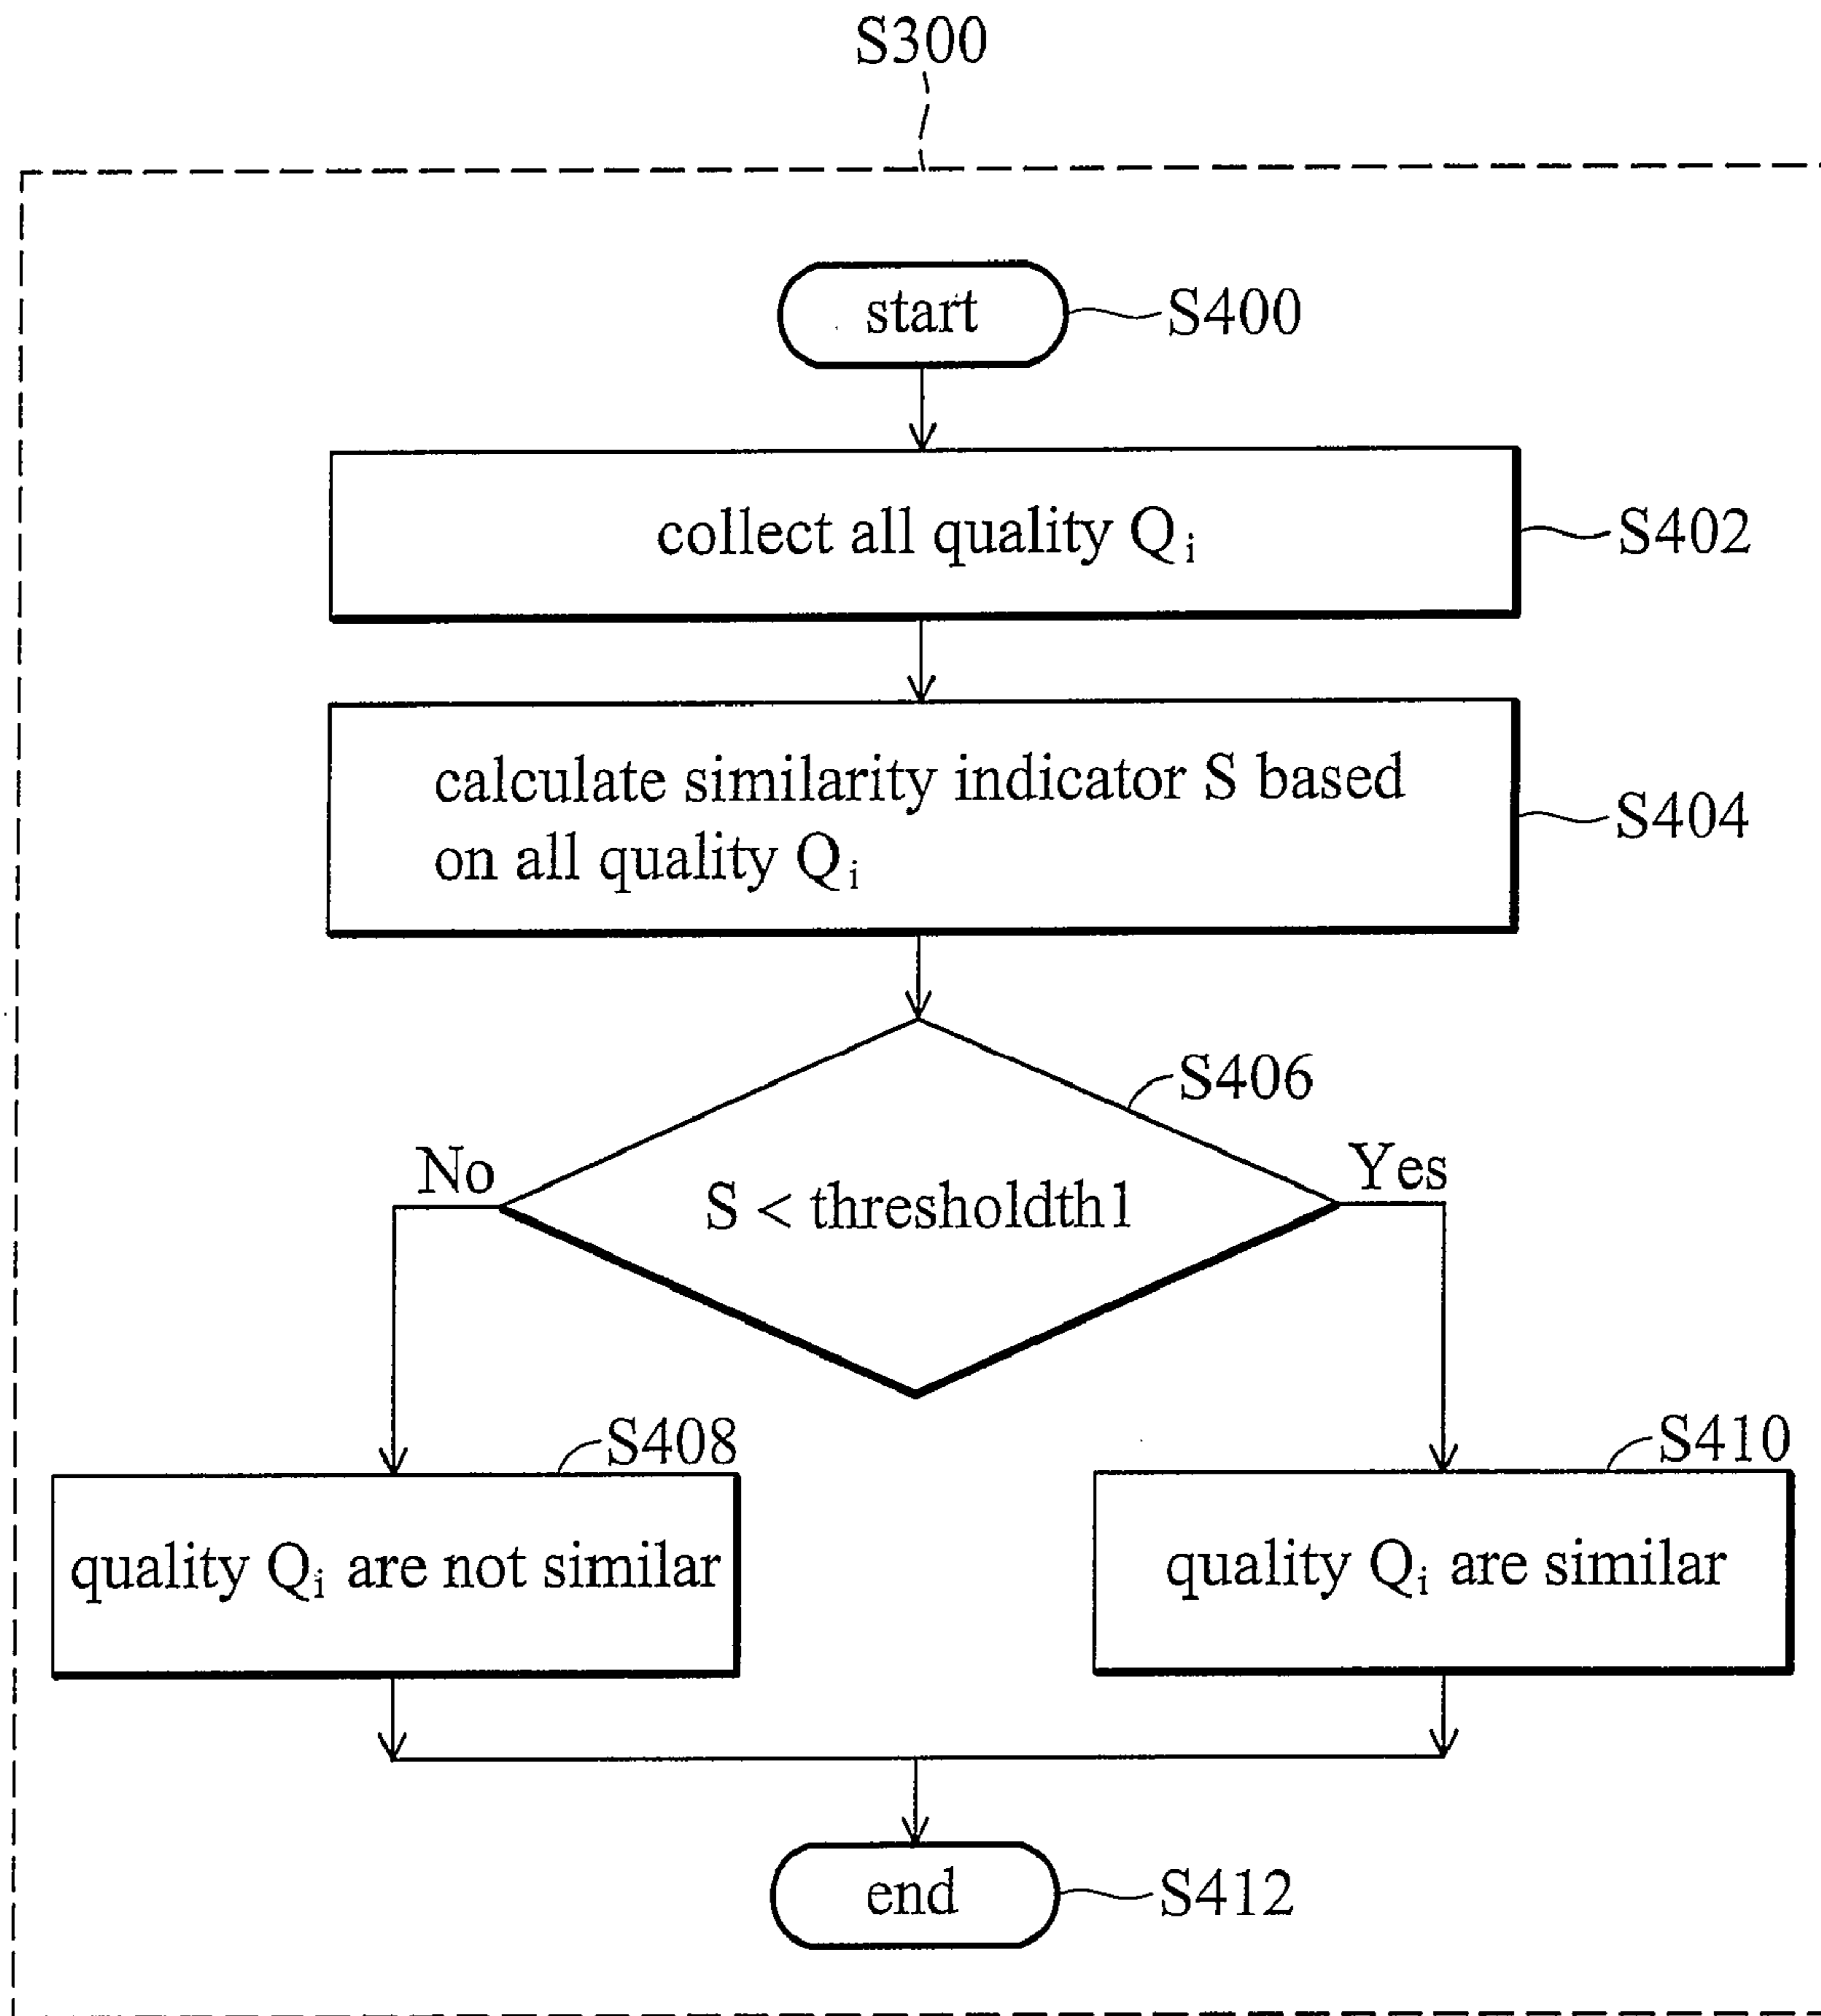 S300
start
S400
collect all quality Qi
S402
calculate similarity indicator S based
on all quality Qi
S404
S406
No
Yes
S < thresholdth1
S408
S410
quality Qi are not similar
quality Qi are similar
end
S412